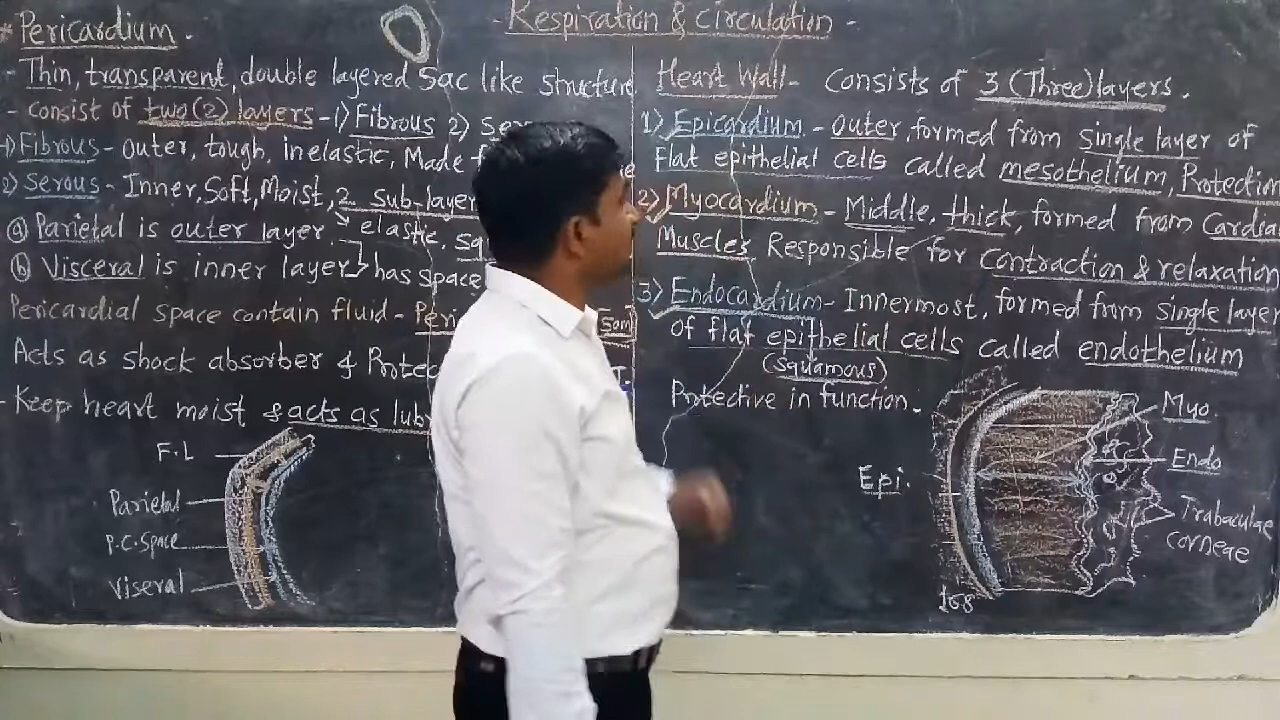 - Respiration & circulation -
* Pericardium.
- Thin, transparent, double layered Sac like structure
- consist of two(2) layers - 1) Fibrous 2) Se
1) Fibrous - outer, tough, inelastic, Made
2) Serous - Inner, Soft, Moist, 2 Sub-layer
ⓐ Parietal is outer layer. elastic, sq
ⓑ Visceral is inner layer has space
Pericardial space contain fluid - Peri
Acts as shock absorber & Protec
- Keep heart moist & acts as lub
F.L
Parietal
P.C. Space
Viseral
Heart Wall - Consists of 3 (Three) layers.
1) Epicardium - Outer, formed from Single layer of
flat epithelial cells called mesothelium, Protection
2) Myocardium - Middle, thick, formed from Cardia
Muscles Responsible for Contraction & relaxation
3) Endocardium - Innermost, formed from Single layer
of flat epithelial cells called endothelium
(Squamous)
Protective in function.
Myo.
Endo
Epi.
Trabaculae
Corneae
168